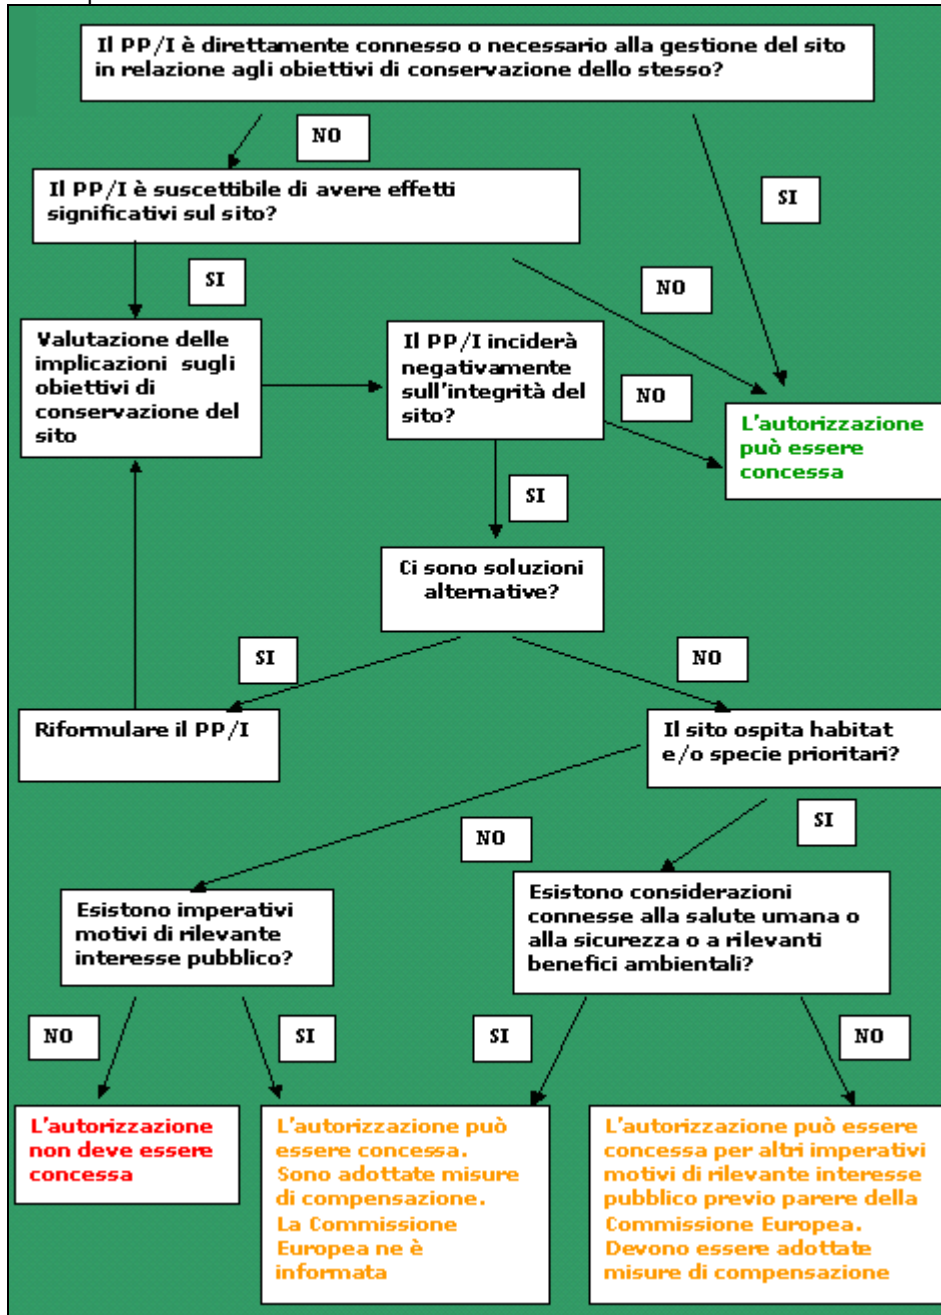 Il PP/I è direttamente connesso o necessario alla gestione del sito
in relazione agli obiettivi di conservazione dello stesso?
NO
SI
Il PP/I è suscettibile di avere effetti
significativi sul sito?
SI
NO
Valutazione delle
implicazioni sugli
obiettivi di
conservazione del
sito
Il PP/I inciderà
negativamente
sull'integrità del
sito?
NO
L'autorizzazione
può essere
concessa
SI
Ci sono soluzioni
alternative?
SI
NO
Riformulare il PP/I
Il sito ospita habitat
e/o specie prioritari?
NO
SI
Esistono imperativi
motivi di rilevante
interesse pubblico?
Esistono considerazioni
connesse alla salute umana o
alla sicurezza o a rilevanti
benefici ambientali?
NO
SI
SI
NO
L'autorizzazione
non deve essere
concessa
L'autorizzazione può
essere concessa.
Sono adottate misure
di compensazione.
La Commissione
Europea ne è
informata
L'autorizzazione può essere
concessa per altri imperativi
motivi di rilevante interesse
pubblico previo parere della
Commissione Europea.
Devono essere adottate
misure di compensazione